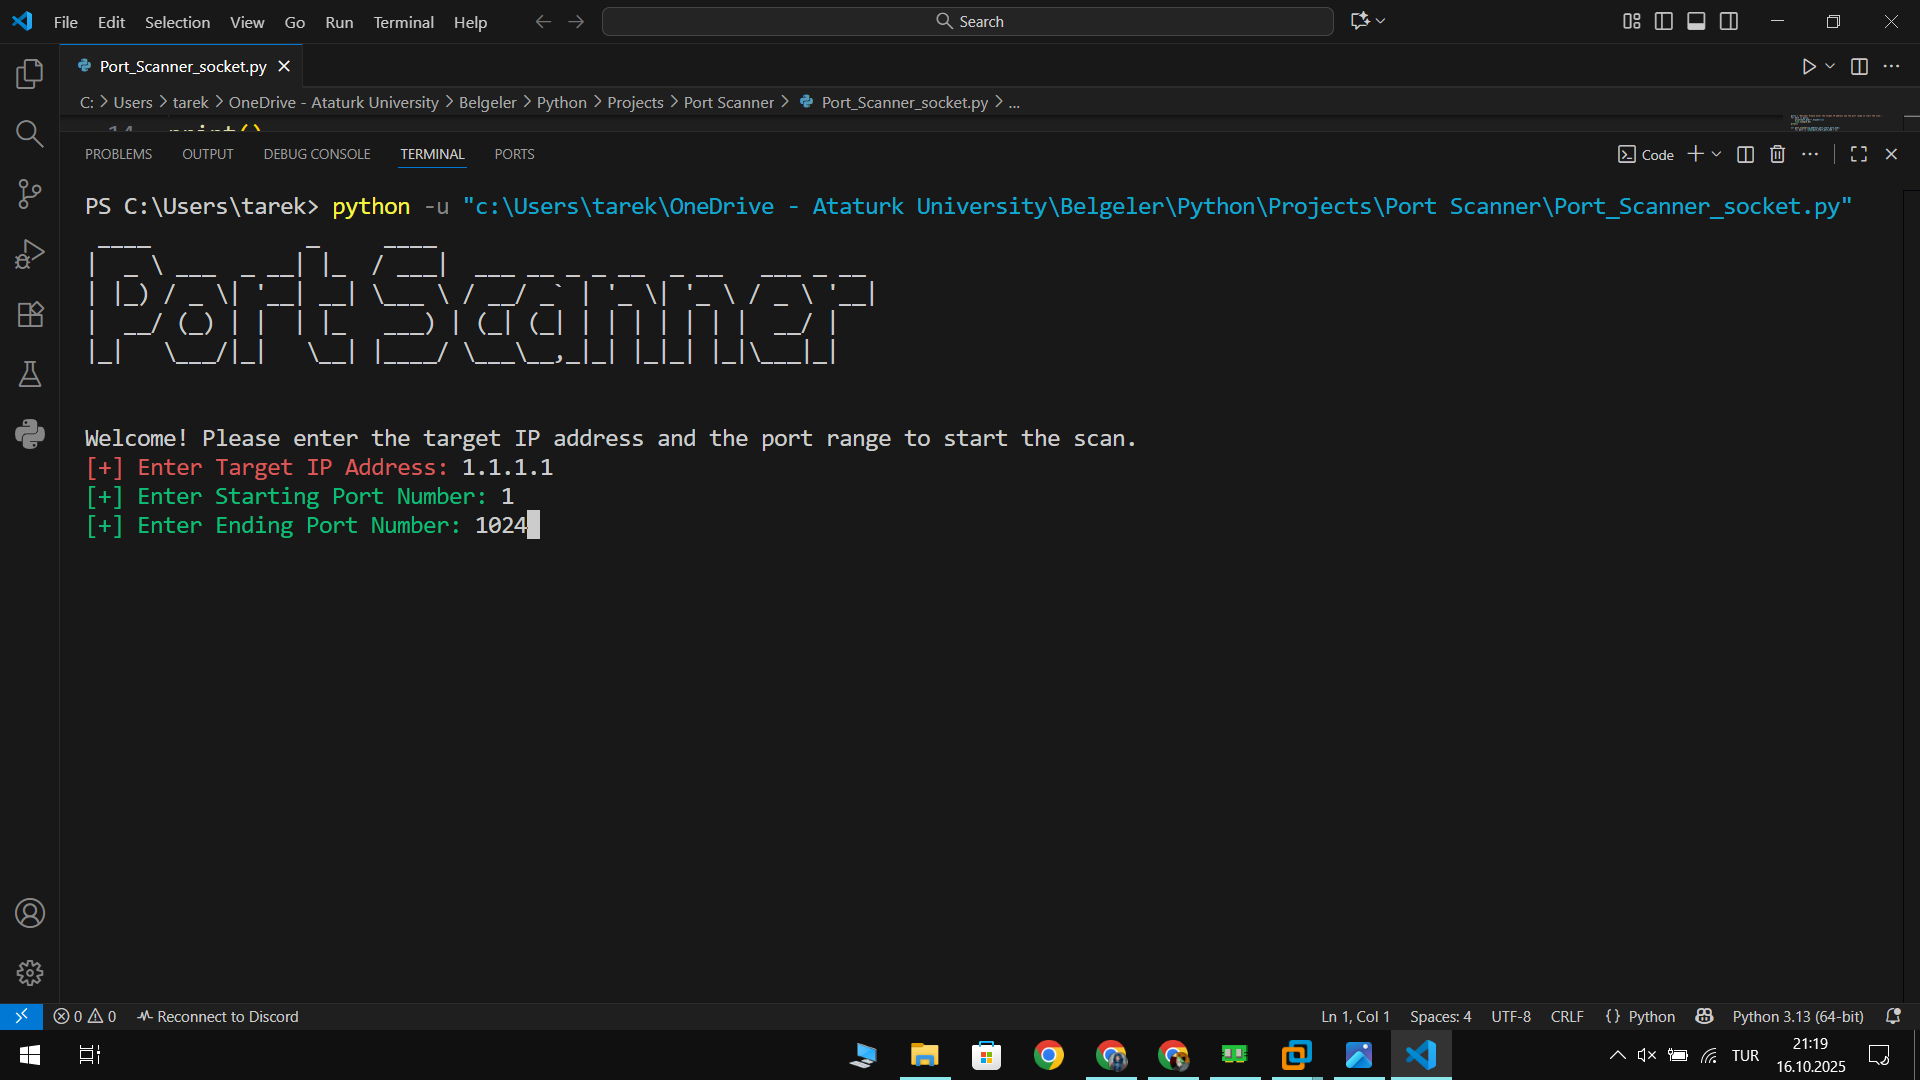 File Edit Selection View Go Run Terminal Help
Search
Port_Scanner_socket.py
C: > Users > tarek > OneDrive - Ataturk University > Belgeler > Python > Projects > Port Scanner > Port_Scanner_socket.py > ...
14 print()
PROBLEMS OUTPUT DEBUG CONSOLE TERMINAL PORTS
Code
PS C:\Users\tarek> python -u "c:\Users\tarek\OneDrive - Ataturk University\Belgeler\Python\Projects\Port Scanner\Port_Scanner_socket.py"
Port Scanner
Welcome! Please enter the target IP address and the port range to start the scan.
[+] Enter Target IP Address: 1.1.1.1
[+] Enter Starting Port Number: 1
[+] Enter Ending Port Number: 1024
0 0 Reconnect to Discord
Ln 1, Col 1 Spaces: 4 UTF-8 CRLF {} Python Python 3.13 (64-bit)
TUR
21:19
16.10.2025